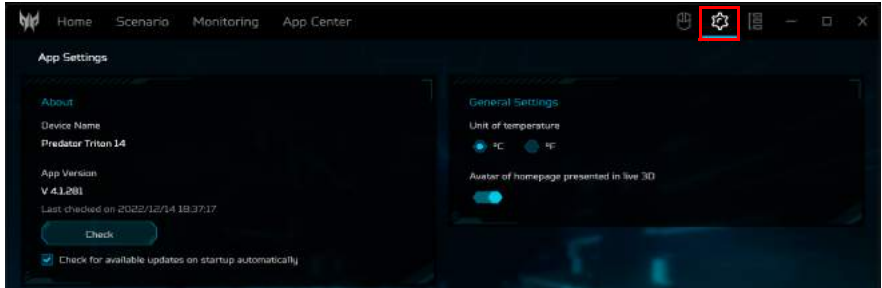 Home Scenario Monitoring App Center
App Settings
About
Device Name
Predator Triton 14
App Version
V 4.1.281
Last checked on 2022/12/14 18:37:17
Check
Check for available updates on startup automatically
General Settings
Unit of temperature
°C °F
Avatar of homepage presented in live 3D